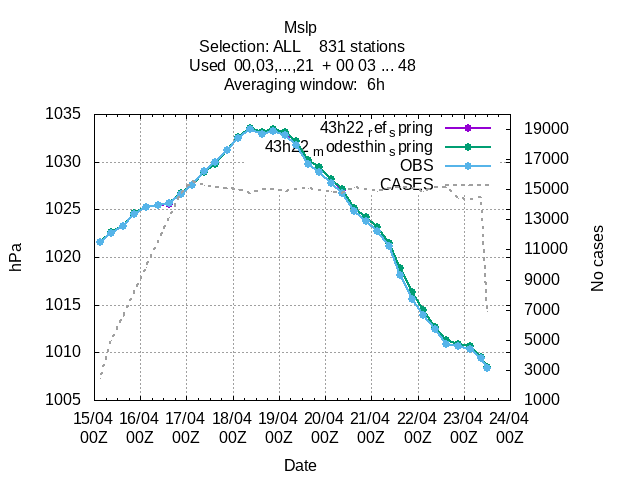 Mslp
Selection: ALL 831 stations
Used 00,03,...,21 + 00 03 ... 48
Averaging window: 6h
1035
1030
1025
1020
1015
1010
1005
hPa
43h22_ref_spring
43h22_modesthin_spring
OBS
CASES
19000
17000
15000
13000
11000
9000
7000
5000
3000
1000
No cases
15/04 16/04 17/04 18/04 19/04 20/04 21/04 22/04 23/04 24/04
00Z 00Z 00Z 00Z 00Z 00Z 00Z 00Z 00Z 00Z
Date